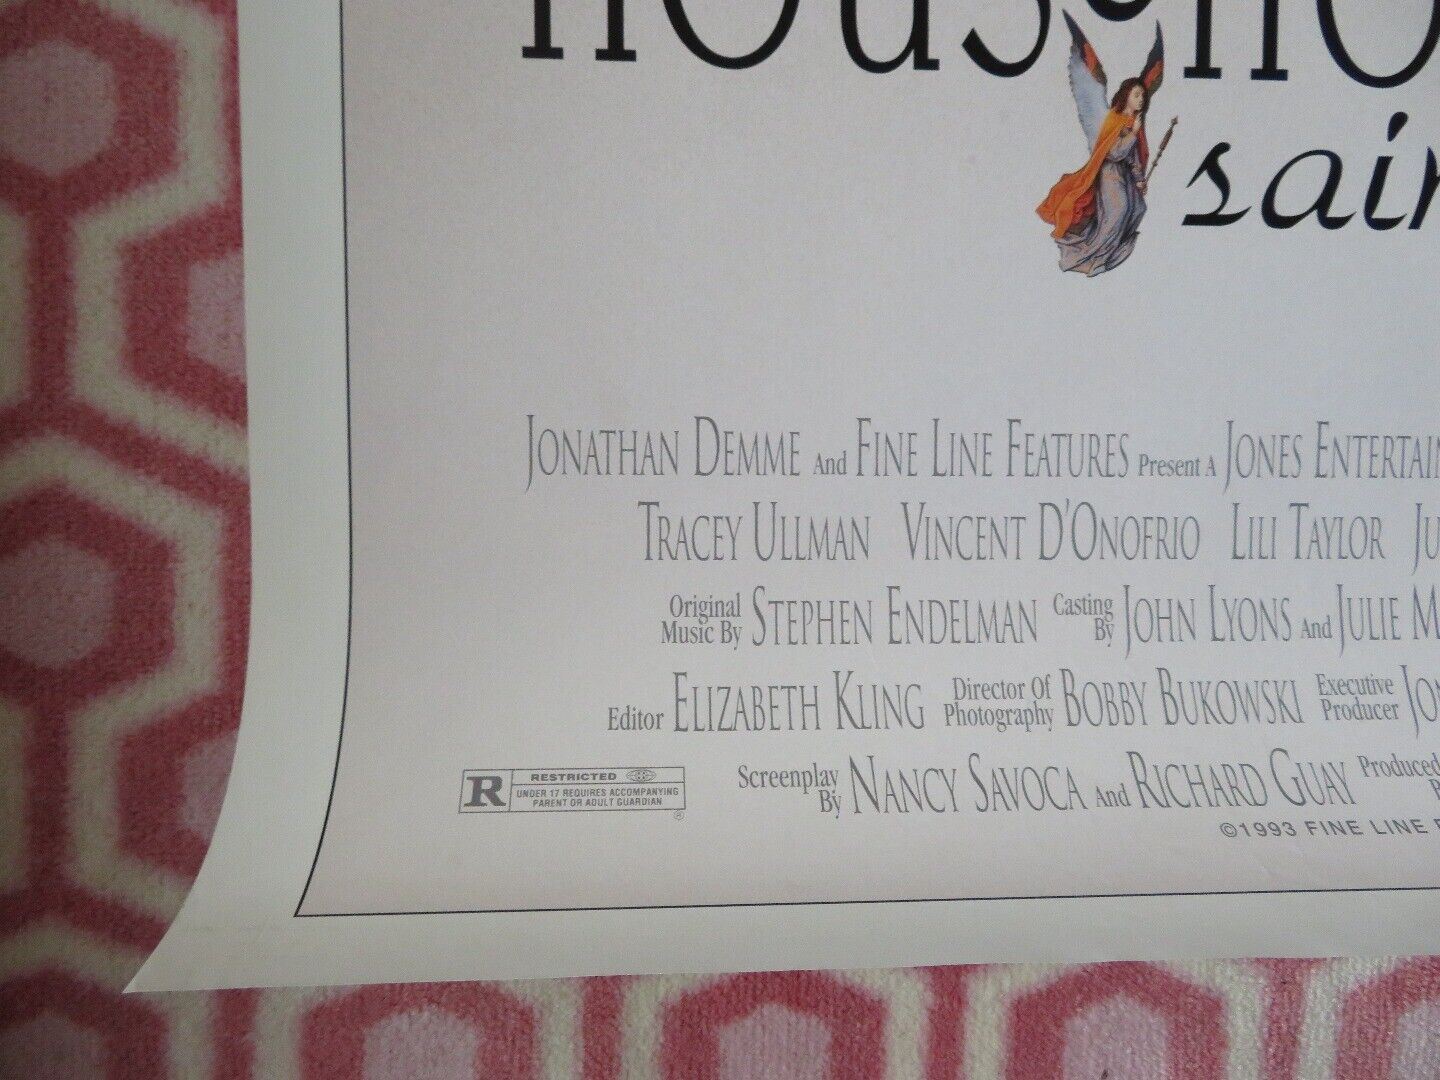 househo
sain
JONATHAN DEMME And FINE LINE FEATURES Present A JONES ENTERTAIN
TRACEY ULLMAN VINCENT D'ONOFRIO LILI TAYLOR JU
Original Music By STEPHEN ENDELMAN Casting By JOHN LYONS And JULIE M
Editor ELIZABETH KLING Director Of Photography BOBBY BUKOWSKI Executive Producer JON
Screenplay By NANCY SAVOCA And RICHARD GUAY Produced
R RESTRICTED
UNDER 17 REQUIRES ACCOMPANYING
PARENT OR ADULT GUARDIAN
®
©1993 FINE LINE F